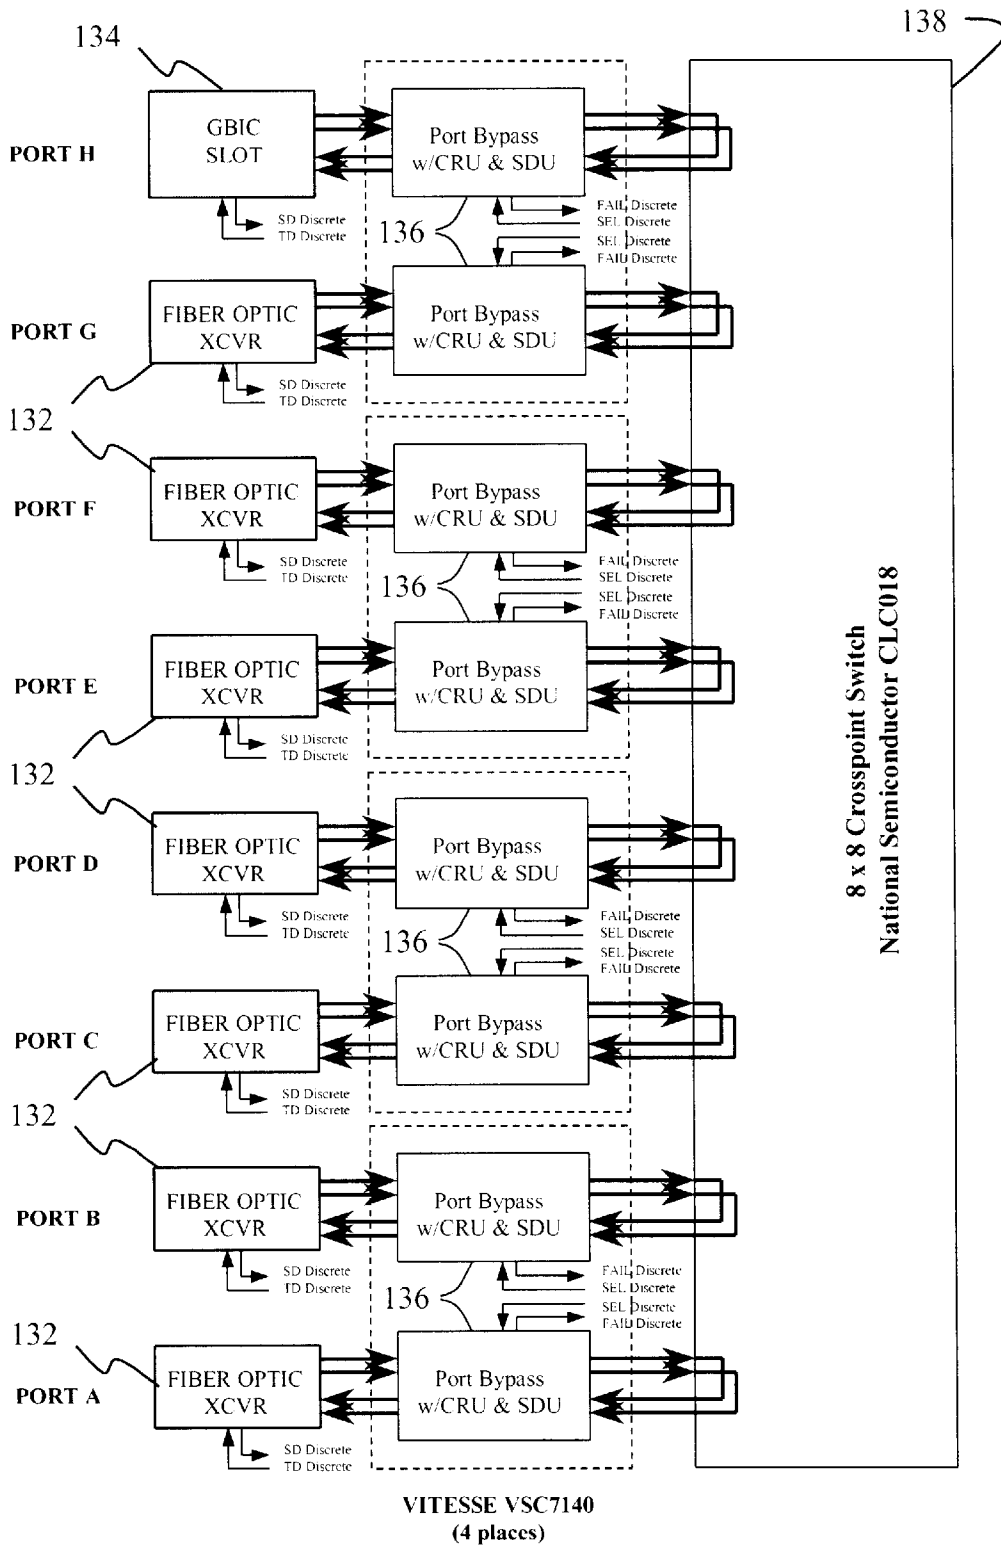 134
138
PORT H
GBIC
SLOT
Port Bypass
w/CRU & SDU
SD Discrete
TD Discrete
FAIL Discrete
SEL Discrete
136
SEL Discrete
FAIL Discrete
PORT G
FIBER OPTIC
XCVR
Port Bypass
w/CRU & SDU
SD Discrete
TD Discrete
132
PORT F
FIBER OPTIC
XCVR
Port Bypass
w/CRU & SDU
SD Discrete
TD Discrete
FAIL Discrete
SEL Discrete
136
SEL Discrete
FAIL Discrete
PORT E
FIBER OPTIC
XCVR
Port Bypass
w/CRU & SDU
SD Discrete
TD Discrete
132
8 x 8 Crosspoint Switch
National Semiconductor CLC018
PORT D
FIBER OPTIC
XCVR
Port Bypass
w/CRU & SDU
SD Discrete
TD Discrete
FAIL Discrete
SEL Discrete
136
SEL Discrete
FAIL Discrete
PORT C
FIBER OPTIC
XCVR
Port Bypass
w/CRU & SDU
SD Discrete
TD Discrete
132
PORT B
FIBER OPTIC
XCVR
Port Bypass
w/CRU & SDU
SD Discrete
TD Discrete
FAIL Discrete
SEL Discrete
136
SEL Discrete
FAIL Discrete
132
PORT A
FIBER OPTIC
XCVR
Port Bypass
w/CRU & SDU
SD Discrete
TD Discrete
VITESSE VSC7140
(4 places)